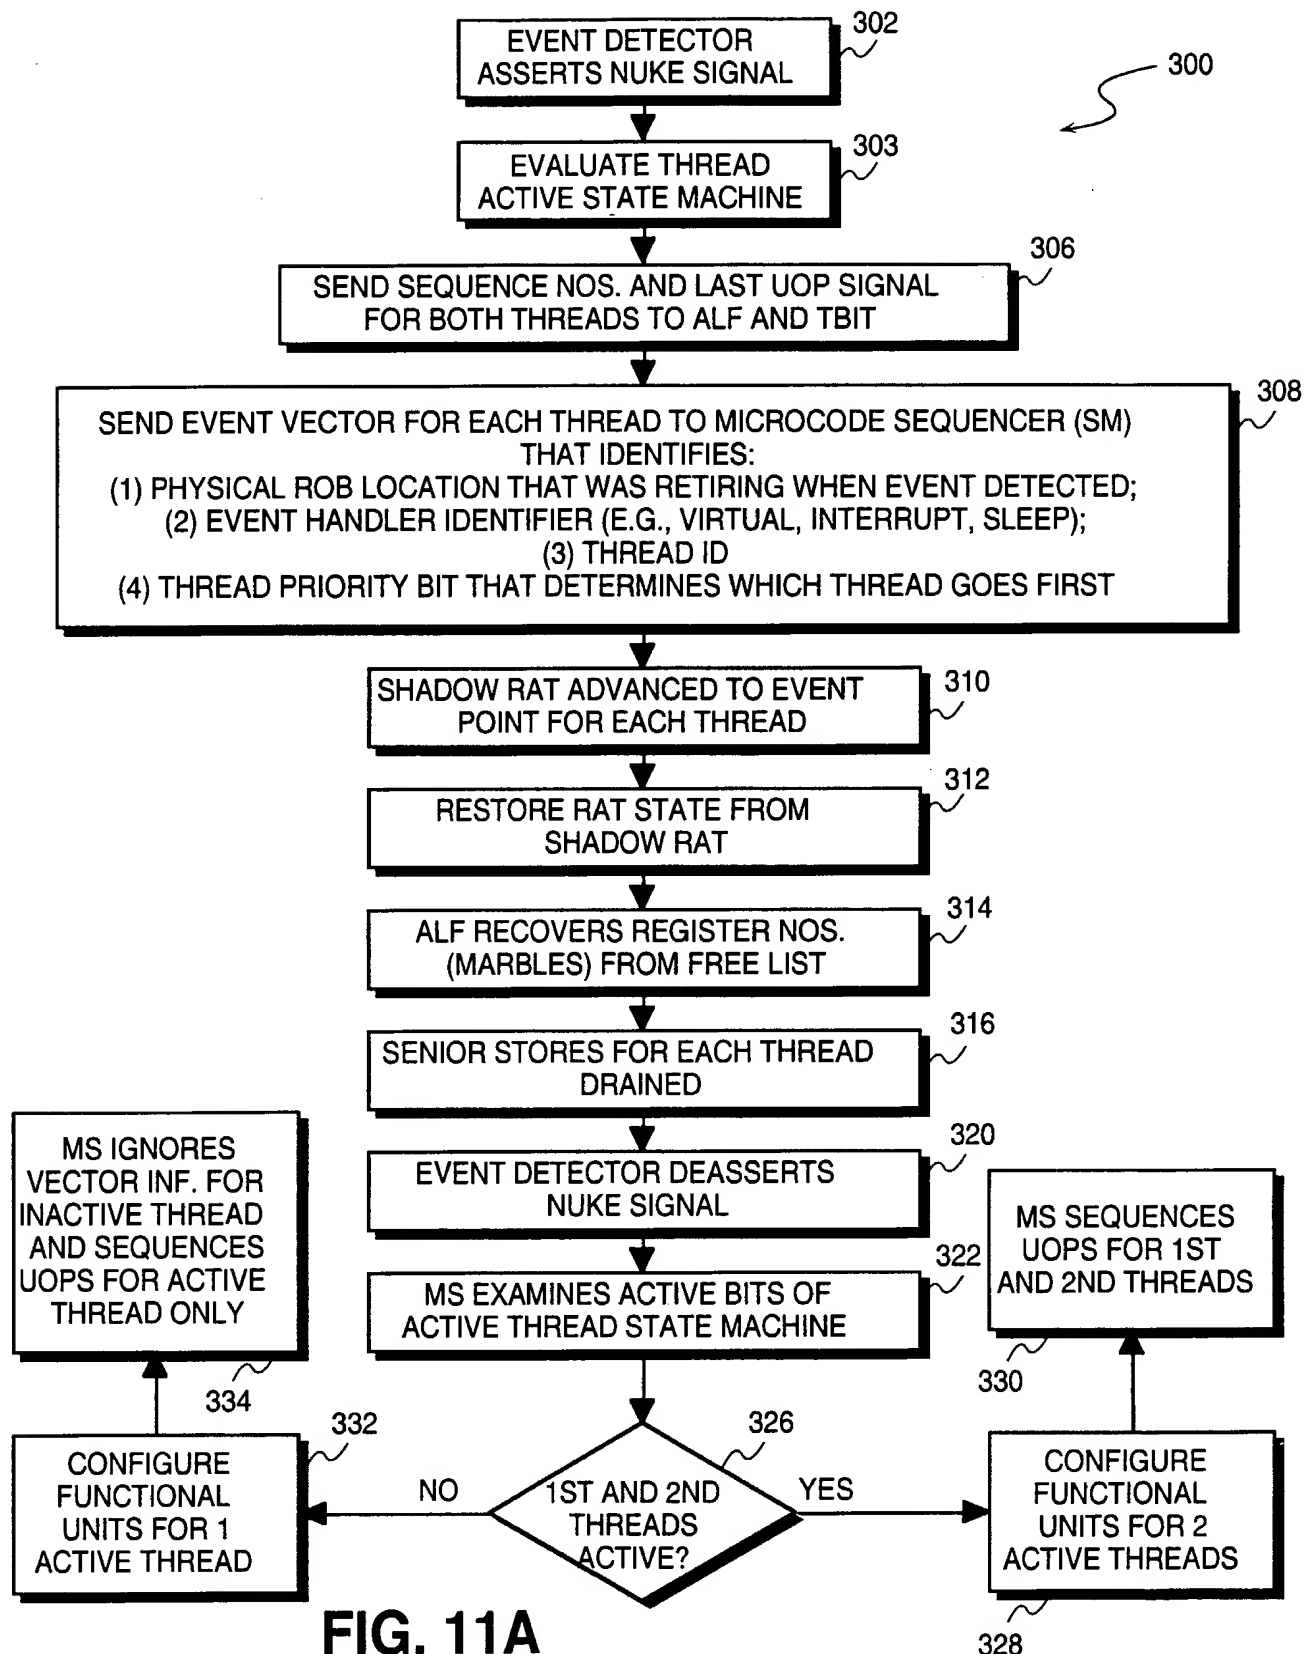 302
EVENT DETECTOR
ASSERTS NUKE SIGNAL
300
303
EVALUATE THREAD
ACTIVE STATE MACHINE
306
SEND SEQUENCE NOS. AND LAST UOP SIGNAL
FOR BOTH THREADS TO ALF AND TBIT
308
SEND EVENT VECTOR FOR EACH THREAD TO MICROCODE SEQUENCER (SM)
THAT IDENTIFIES:
(1) PHYSICAL ROB LOCATION THAT WAS RETIRING WHEN EVENT DETECTED;
(2) EVENT HANDLER IDENTIFIER (E.G., VIRTUAL, INTERRUPT, SLEEP);
(3) THREAD ID
(4) THREAD PRIORITY BIT THAT DETERMINES WHICH THREAD GOES FIRST
310
SHADOW RAT ADVANCED TO EVENT
POINT FOR EACH THREAD
312
RESTORE RAT STATE FROM
SHADOW RAT
314
ALF RECOVERS REGISTER NOS.
(MARBLES) FROM FREE LIST
316
SENIOR STORES FOR EACH THREAD
DRAINED
320
EVENT DETECTOR DEASSERTS
NUKE SIGNAL
322
MS EXAMINES ACTIVE BITS OF
ACTIVE THREAD STATE MACHINE
MS IGNORES
VECTOR INF. FOR
INACTIVE THREAD
AND SEQUENCES
UOPS FOR ACTIVE
THREAD ONLY
334
MS SEQUENCES
UOPS FOR 1ST
AND 2ND THREADS
330
332
CONFIGURE
FUNCTIONAL
UNITS FOR 1
ACTIVE THREAD
NO
326
1ST AND 2ND
THREADS
ACTIVE?
YES
CONFIGURE
FUNCTIONAL
UNITS FOR 2
ACTIVE THREADS
328
FIG. 11A